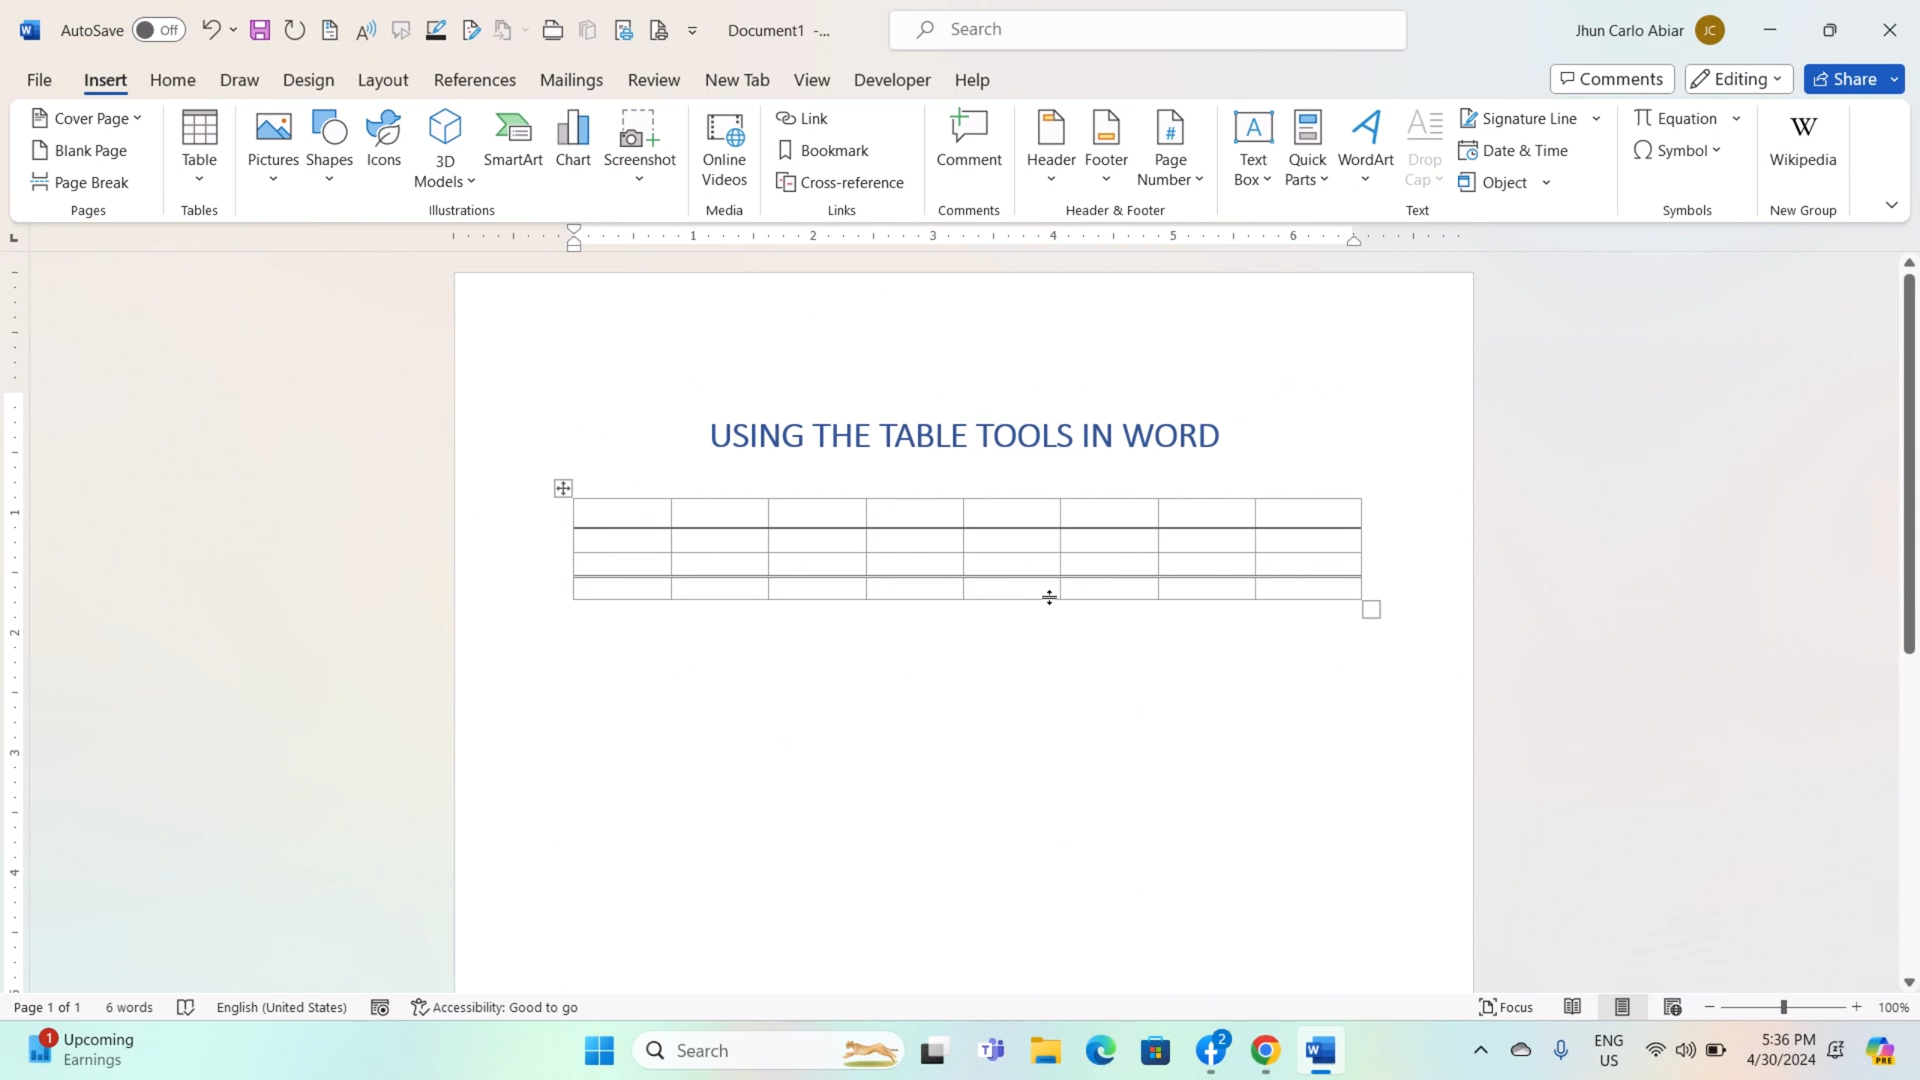 AutoSave Off Document1 -... Search Jhun Carlo Abiar JC
File Insert Home Draw Design Layout References Mailings Review New Tab View Developer Help Comments Editing Share
Cover Page
Blank Page
Page Break
Pages
Table
Tables
Pictures Shapes Icons 3D Models SmartArt Chart Screenshot
Illustrations
Online Videos
Media
Link
Bookmark
Cross-reference
Links
Comment
Comments
Header Footer Page Number
Header & Footer
Text Box Quick Parts WordArt Drop Cap
Signature Line
Date & Time
Object
Text
Equation
Symbol
Symbols
W
Wikipedia
New Group
1 2 3 4 5 6
USING THE TABLE TOOLS IN WORD
1
2
3
4
Page 1 of 1 6 words English (United States) Accessibility: Good to go Focus 100%
1 Upcoming
Earnings
Search
2
ENG
US
5:36 PM
4/30/2024
PRE